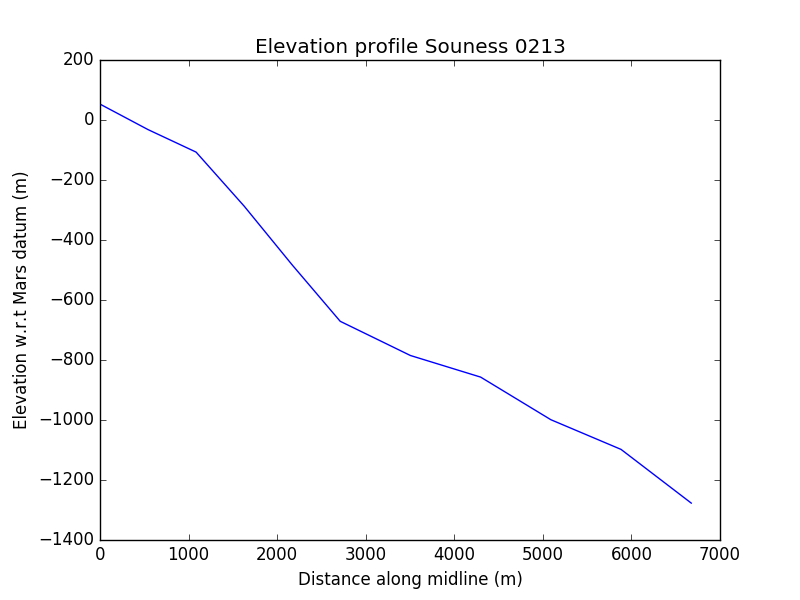 Elevation profile Souness 0213
200
0
−200
−400
−600
−800
−1000
−1200
−1400
Elevation w.r.t Mars datum (m)
0 1000 2000 3000 4000 5000 6000 7000
Distance along midline (m)